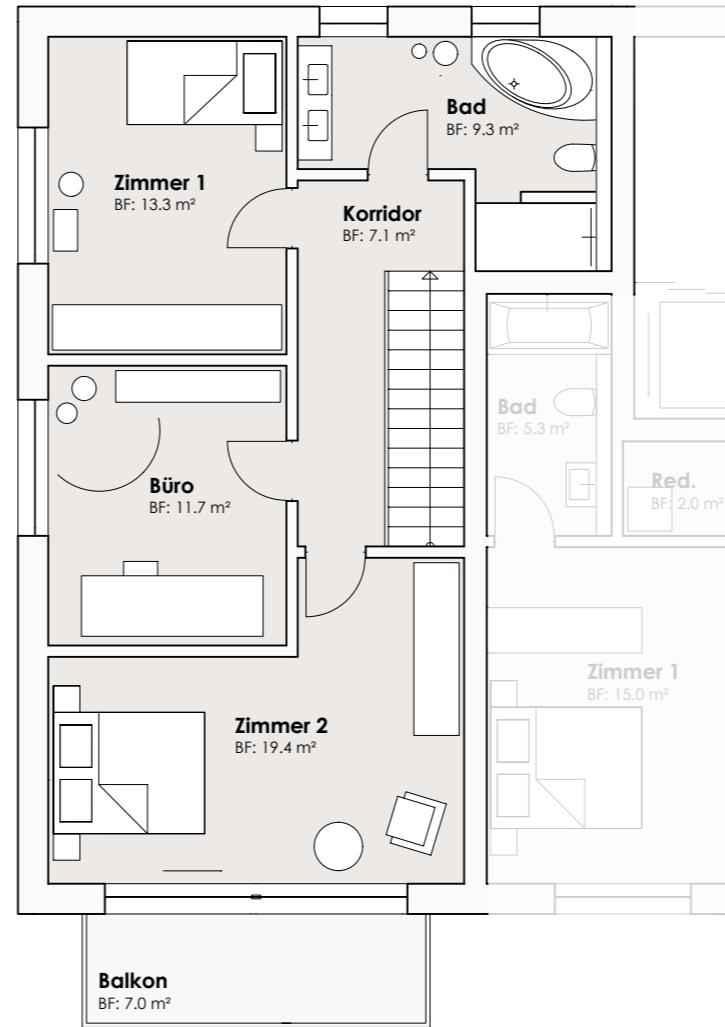 Bad
BF: 9.3 m²
Zimmer 1
BF: 13.3 m²
Korridor
BF: 7.1 m²
Bad
BF: 5.3 m²
Büro
BF: 11.7 m²
Red.
BF: 2.0 m²
Zimmer 1
BF: 15.0 m²
Zimmer 2
BF: 19.4 m²
Balkon
BF: 7.0 m²